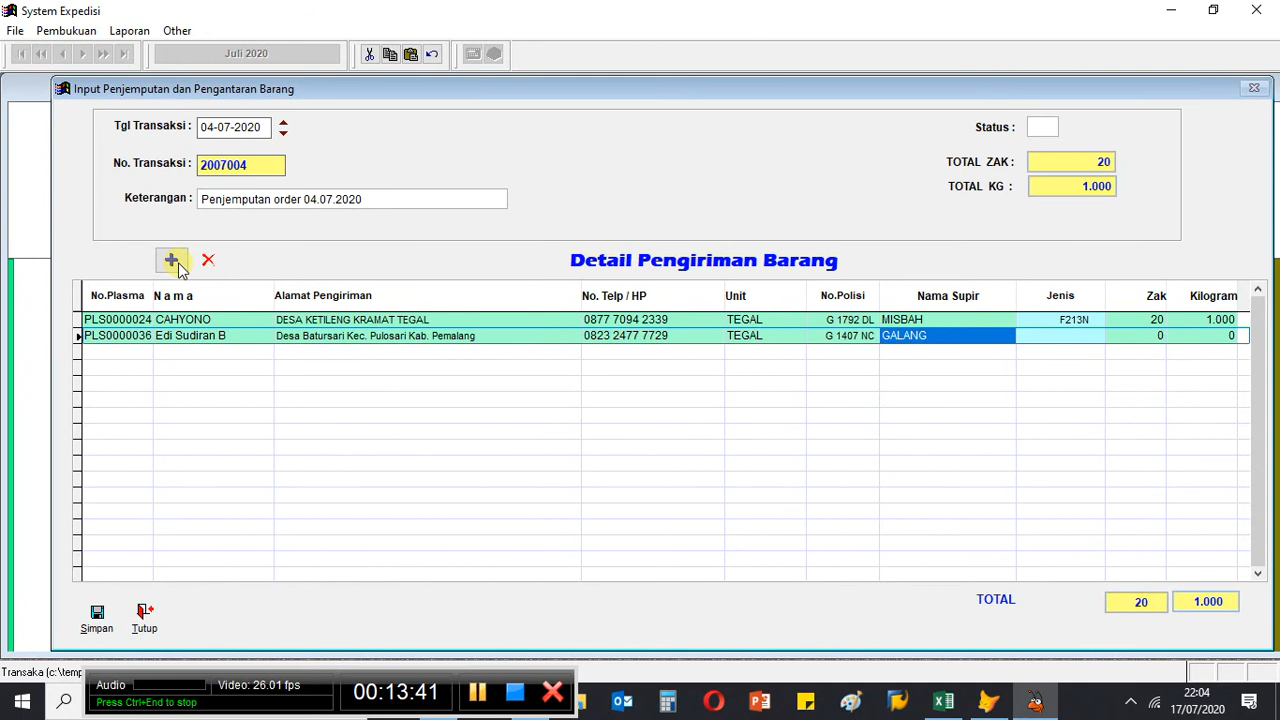 System Expedisi
File Pembukuan Laporan Other
Juli 2020
Input Penjemputan dan Pengantaran Barang
Tgl Transaksi : 04-07-2020 Status :
No. Transaksi : 2007004 TOTAL ZAK : 20
TOTAL KG : 1.000
Keterangan : Penjemputan order 04.07.2020
Detail Pengiriman Barang
No.Plasma N a m a Alamat Pengiriman No. Telp / HP Unit No.Polisi Nama Supir Jenis Zak Kilogram
PLS0000024 CAHYONO DESA KETILENG KRAMAT TEGAL 0877 7094 2339 TEGAL G 1792 DL MISBAH F213N 20 1.000
PLS0000036 Edi Sudiran B Desa Batursari Kec. Pulosari Kab. Pemalang 0823 2477 7729 TEGAL G 1407 NC GALANG 0 0
TOTAL 20 1.000
Simpan Tutup
Transaka (c:\temp
Audio Video: 26.01 fps 00:13:41
Press Ctrl+End to stop
22:04
17/07/2020